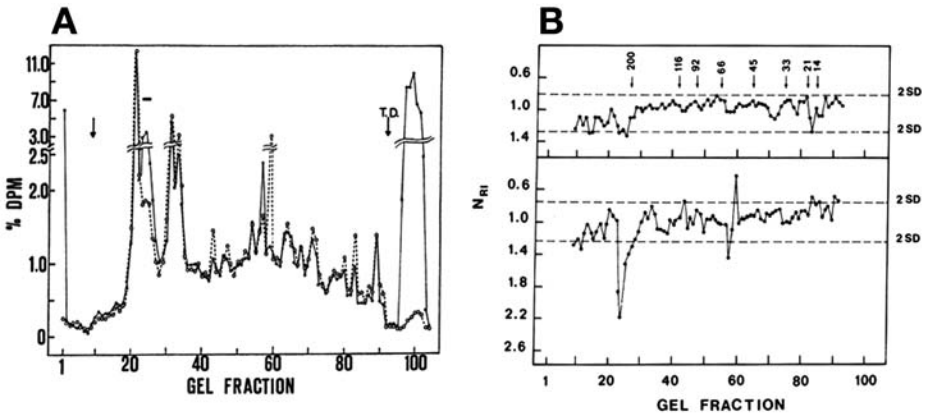 A
% DPM
11.0
7.0
3.0
2.5
2.0
1.0
0
T.D.
1 20 40 60 80 100
GEL FRACTION
B
200 116 92 66 45 33 21 14
0.6
1.0
1.4
2 SD
2 SD
N RI
0.6
1.0
1.4
1.8
2.2
2.6
2 SD
2 SD
1 20 40 60 80 100
GEL FRACTION